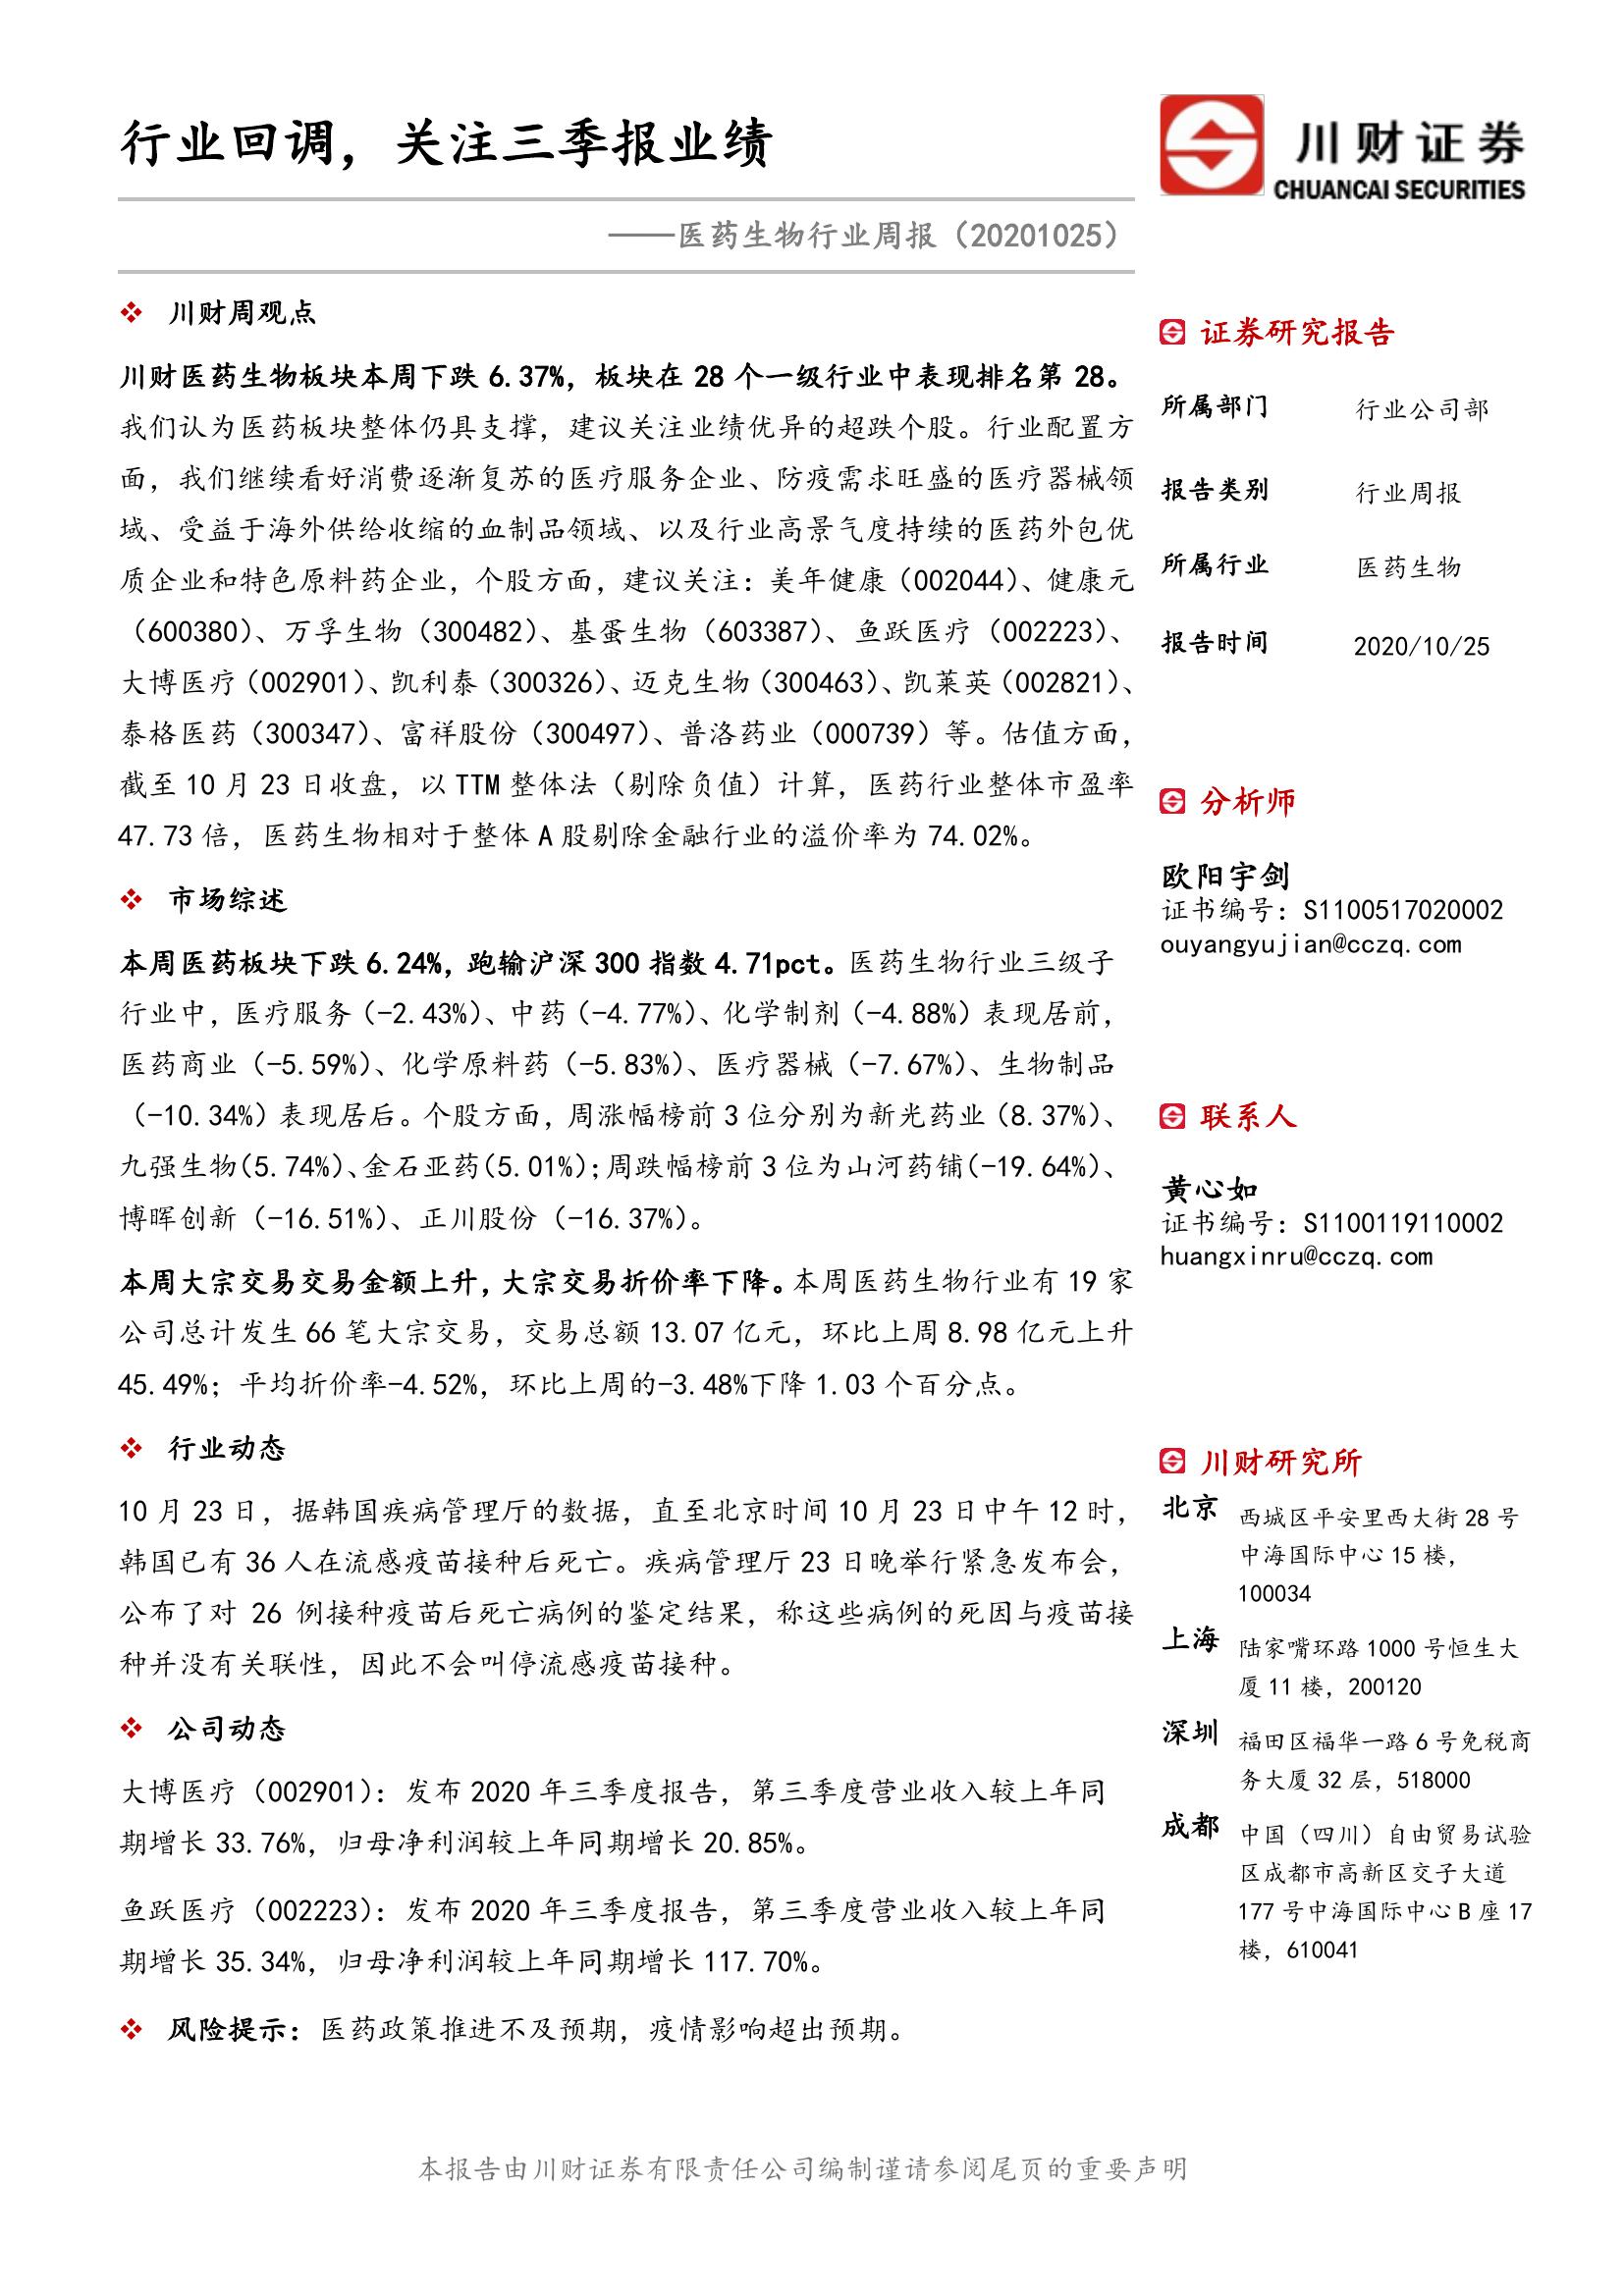 行业回调，关注三季报业绩
——医药生物行业周报（20201025）
川财证券
CHUANCAI SECURITIES
❖ 川财周观点
川财医药生物板块本周下跌 6.37%，板块在 28 个一级行业中表现排名第 28。
我们认为医药板块整体仍具支撑，建议关注业绩优异的超跌个股。行业配置方
面，我们继续看好消费逐渐复苏的医疗服务企业、防疫需求旺盛的医疗器械领
域、受益于海外供给收缩的血制品领域、以及行业高景气度持续的医药外包优
质企业和特色原料药企业，个股方面，建议关注：美年健康（002044）、健康元
（600380）、万孚生物（300482）、基蛋生物（603387）、鱼跃医疗（002223）、
大博医疗（002901）、凯利泰（300326）、迈克生物（300463）、凯莱英（002821）、
泰格医药（300347）、富祥股份（300497）、普洛药业（000739）等。估值方面，
截至 10 月 23 日收盘，以 TTM 整体法（剔除负值）计算，医药行业整体市盈率
47.73 倍，医药生物相对于整体 A 股剔除金融行业的溢价率为 74.02%。
❖ 市场综述
本周医药板块下跌 6.24%，跑输沪深 300 指数 4.71pct。医药生物行业三级子
行业中，医疗服务（-2.43%）、中药（-4.77%）、化学制剂（-4.88%）表现居前，
医药商业（-5.59%）、化学原料药（-5.83%）、医疗器械（-7.67%）、生物制品
（-10.34%）表现居后。个股方面，周涨幅榜前 3 位分别为新光药业（8.37%）、
九强生物(5.74%)、金石亚药(5.01%)；周跌幅榜前 3 位为山河药铺(-19.64%)、
博晖创新（-16.51%）、正川股份（-16.37%）。
本周大宗交易交易金额上升，大宗交易折价率下降。本周医药生物行业有 19 家
公司总计发生 66 笔大宗交易，交易总额 13.07 亿元，环比上周 8.98 亿元上升
45.49%；平均折价率-4.52%，环比上周的-3.48%下降 1.03 个百分点。
❖ 行业动态
10 月 23 日，据韩国疾病管理厅的数据，直至北京时间 10 月 23 日中午 12 时，
韩国已有 36 人在流感疫苗接种后死亡。疾病管理厅 23 日晚举行紧急发布会，
公布了对 26 例接种疫苗后死亡病例的鉴定结果，称这些病例的死因与疫苗接
种并没有关联性，因此不会叫停流感疫苗接种。
❖ 公司动态
大博医疗（002901）：发布 2020 年三季度报告，第三季度营业收入较上年同
期增长 33.76%，归母净利润较上年同期增长 20.85%。
鱼跃医疗（002223）：发布 2020 年三季度报告，第三季度营业收入较上年同
期增长 35.34%，归母净利润较上年同期增长 117.70%。
❖ 风险提示：医药政策推进不及预期，疫情影响超出预期。
证券研究报告
所属部门 行业公司部
报告类别 行业周报
所属行业 医药生物
报告时间 2020/10/25
分析师
欧阳宇剑
证书编号：S1100517020002
ouyangyujian@cczq.com
联系人
黄心如
证书编号：S1100119110002
huangxinru@cczq.com
川财研究所
北京 西城区平安里西大街 28 号
中海国际中心 15 楼，
100034
上海 陆家嘴环路 1000 号恒生大
厦 11 楼，200120
深圳 福田区福华一路 6 号免税商
务大厦 32 层，518000
成都 中国（四川）自由贸易试验
区成都市高新区交子大道
177 号中海国际中心 B 座 17
楼，610041
本报告由川财证券有限责任公司编制谨请参阅尾页的重要声明